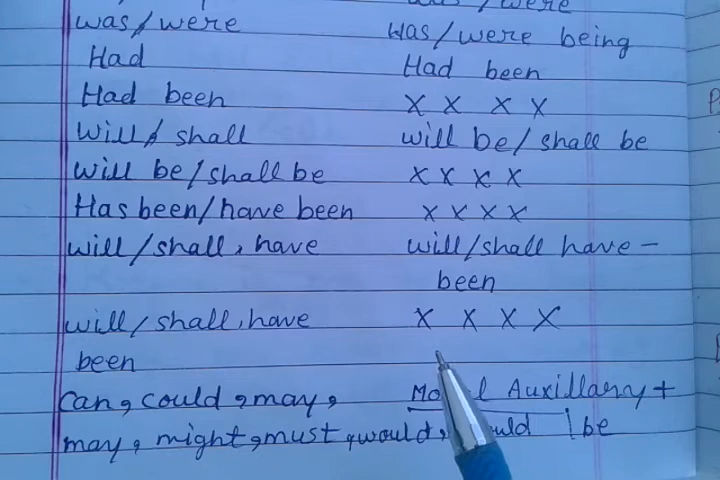 was/were
was/were being
Had
Had been
Had been
x x x x
will/shall
will be/shall be
will be/shall be
x x x x
Has been/have been
x x x x
will/shall, have
will/shall have -
been
will/shall, have
x x x x
been
Can, could, may,
Auxillary +
may, might, must, would,
be